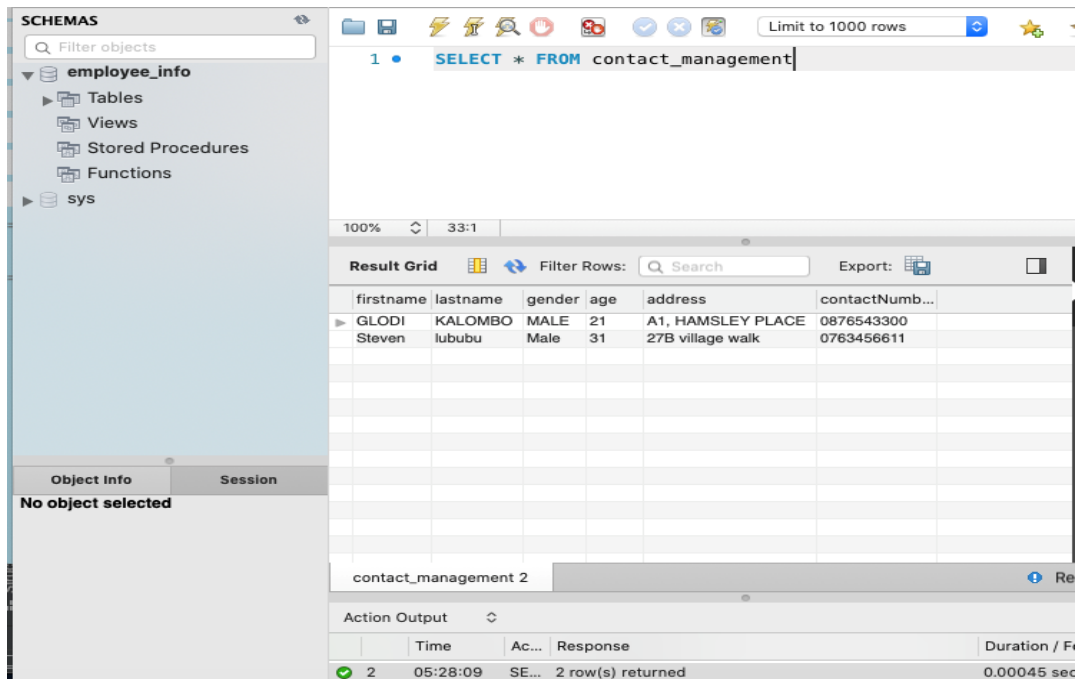 SCHEMAS
Filter objects
employee_info
Tables
Views
Stored Procedures
Functions
sys
Object Info Session
No object selected
Limit to 1000 rows
1 SELECT * FROM contact_management
100% 33:1
Result Grid Filter Rows: Search Export:
firstname lastname gender age address contactNumb...
GLODI KALOMBO MALE 21 A1, HAMSLEY PLACE 0876543300
Steven lububu Male 31 27B village walk 0763456611
contact_management 2 Re
Action Output
Time Ac... Response Duration / Fe
2 05:28:09 SE... 2 row(s) returned 0.00045 sec